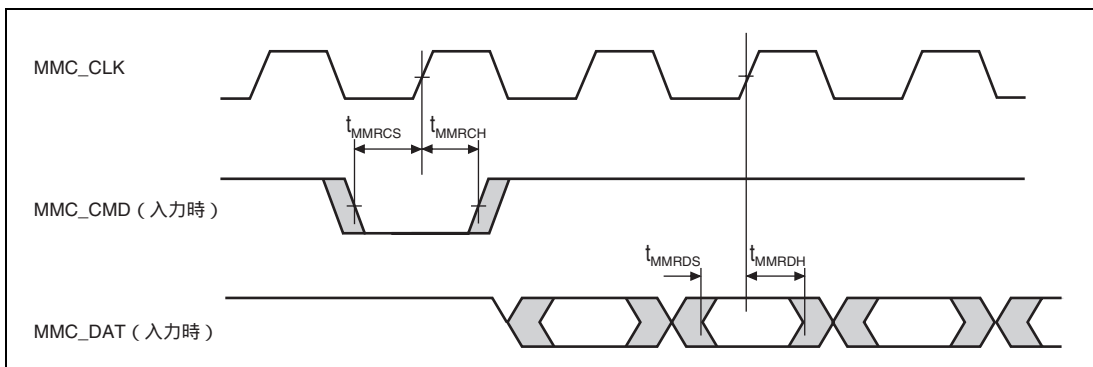 MMC_CLK
tMMRCS tMMRCH
MMC_CMD（入力時）
tMMRDS tMMRDH
MMC_DAT（入力時）